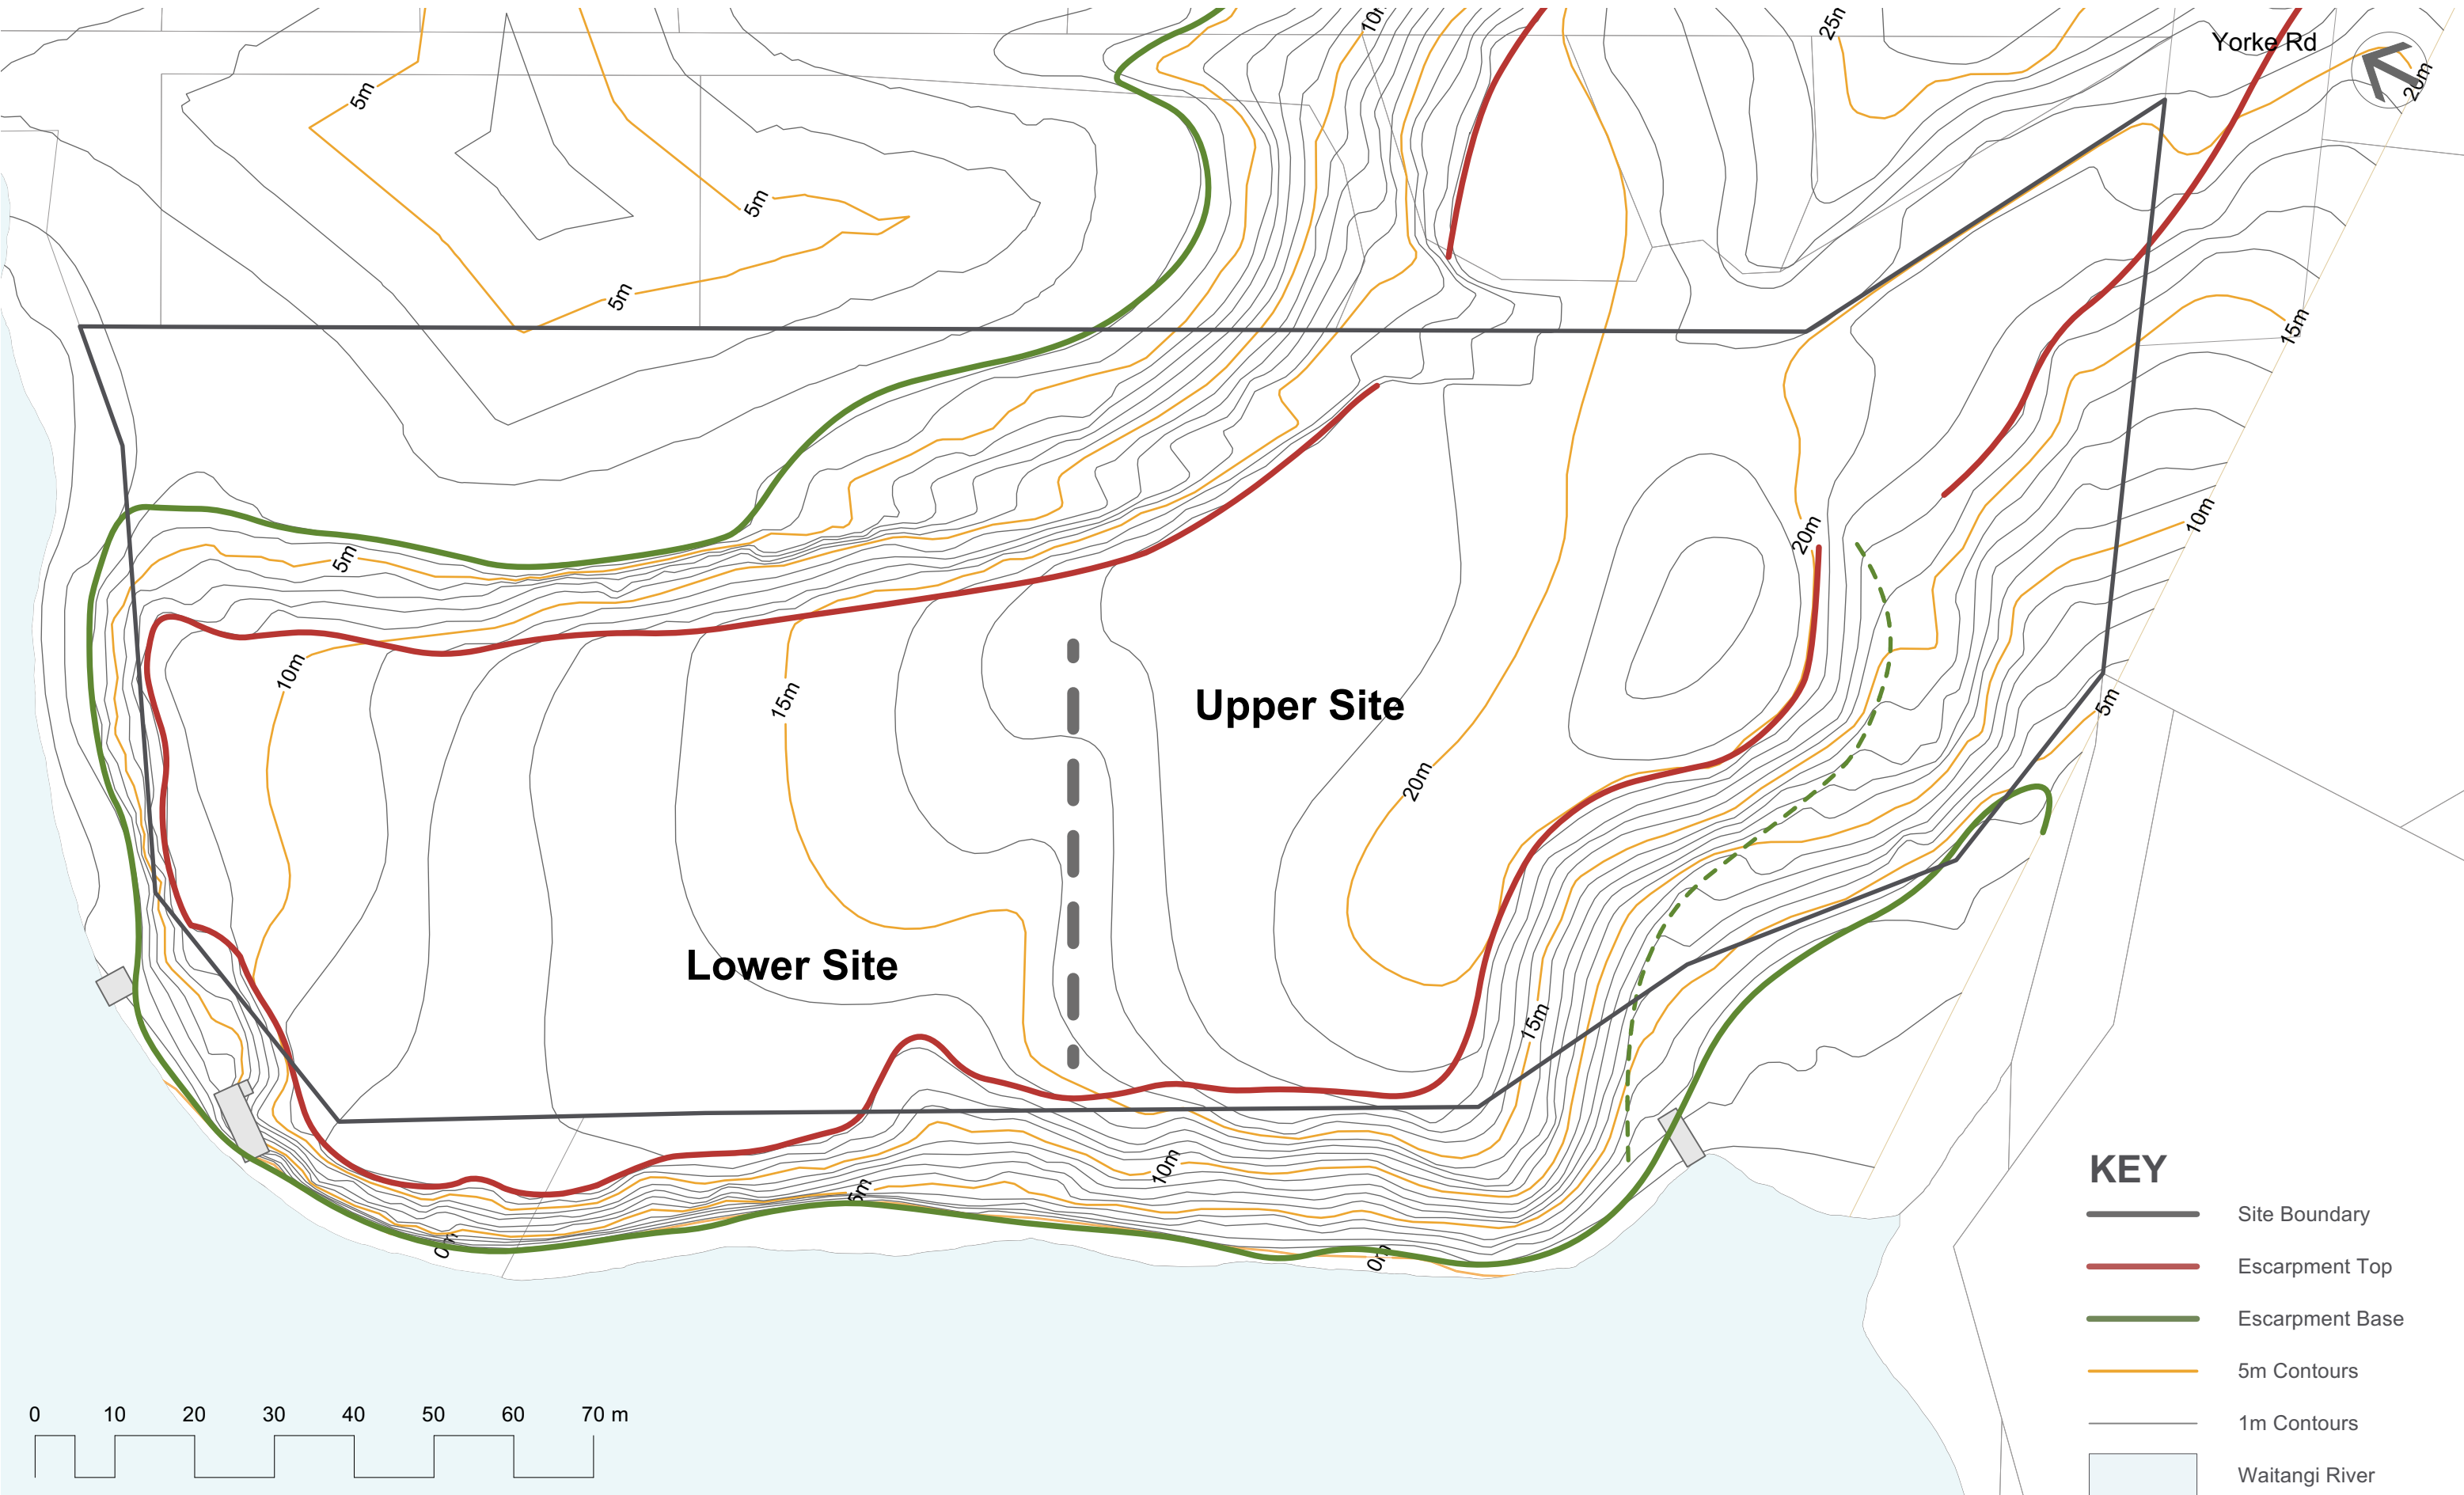 10m
25m
Yorke Rd
20m
5m
5m
5m
15m
10m
20m
5m
10m
15m
Upper Site
5m
20m
Lower Site
15m
10m
5m
0m
0m
KEY
Site Boundary
Escarpment Top
Escarpment Base
5m Contours
1m Contours
Waitangi River
0 10 20 30 40 50 60 70 m